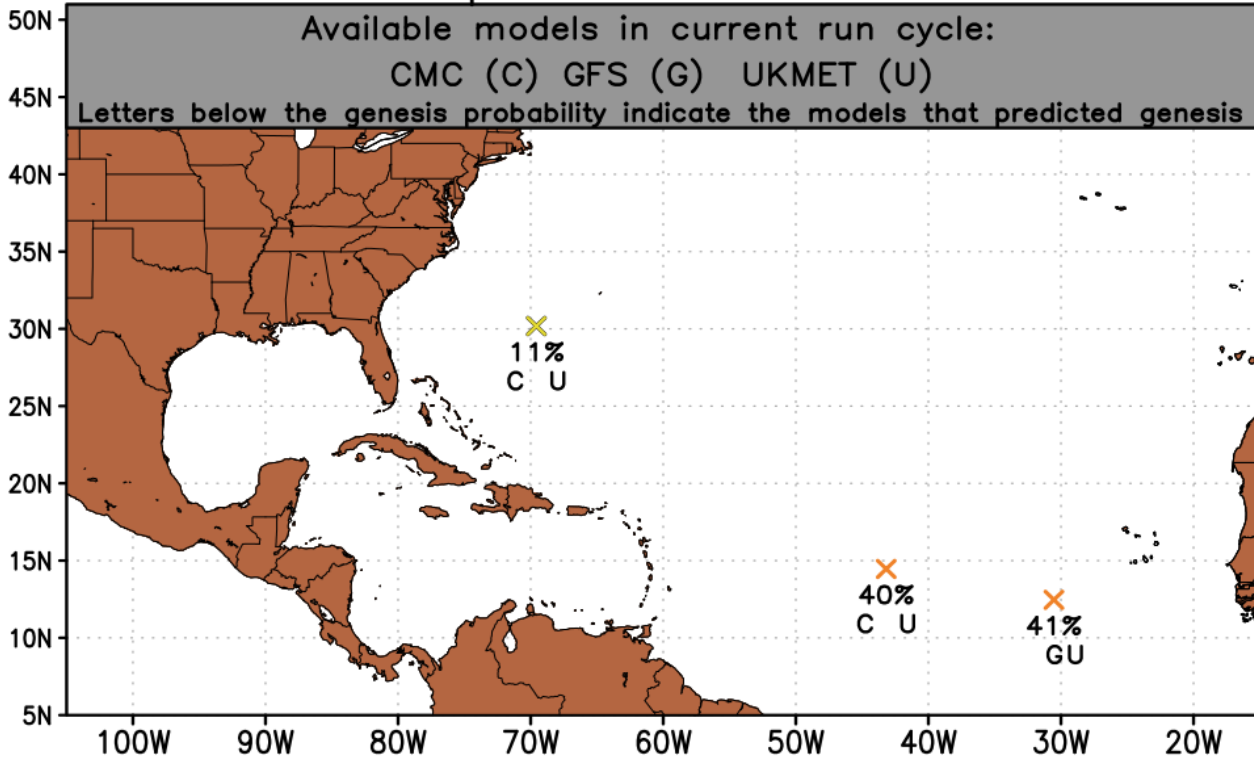 50N
Available models in current run cycle:
CMC (C) GFS (G) UKMET (U)
45N
Letters below the genesis probability indicate the models that predicted genesis
40N
35N
30N
11%
C U
25N
20N
15N
40%
C U
41%
GU
10N
5N
100W 90W 80W 70W 60W 50W 40W 30W 20W